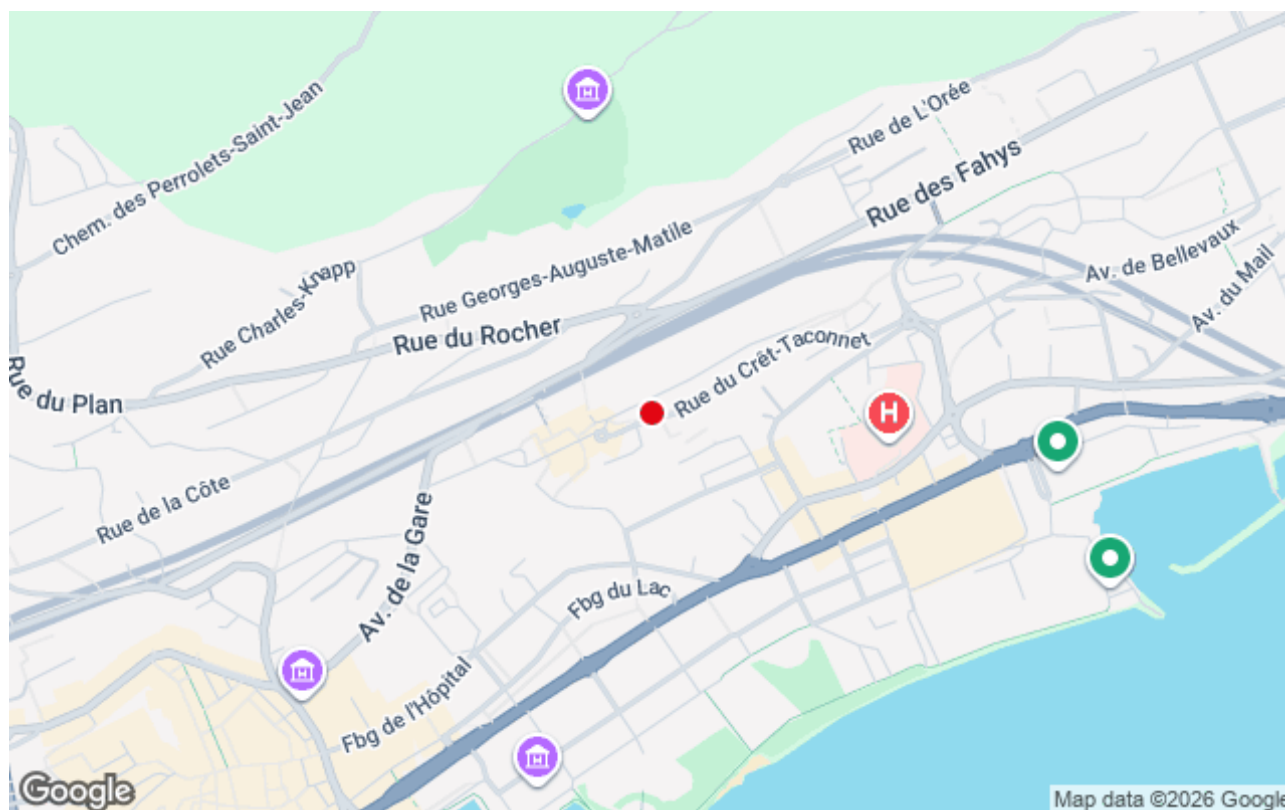 Chem. des Perrolets-Saint-Jean
Rue de L'Orée
Rue des Fahys
Rue Georges-Auguste-Matile
Av. de Bellevaux
Av. du Mail
Rue Charles-Knapp
Rue du Rocher
Rue du Crêt-Taconnet
Rue du Plan
H
Rue de la Côte
Av. de la Gare
Fbg du Lac
Fbg de l'Hôpital
Google
Map data ©2026 Google